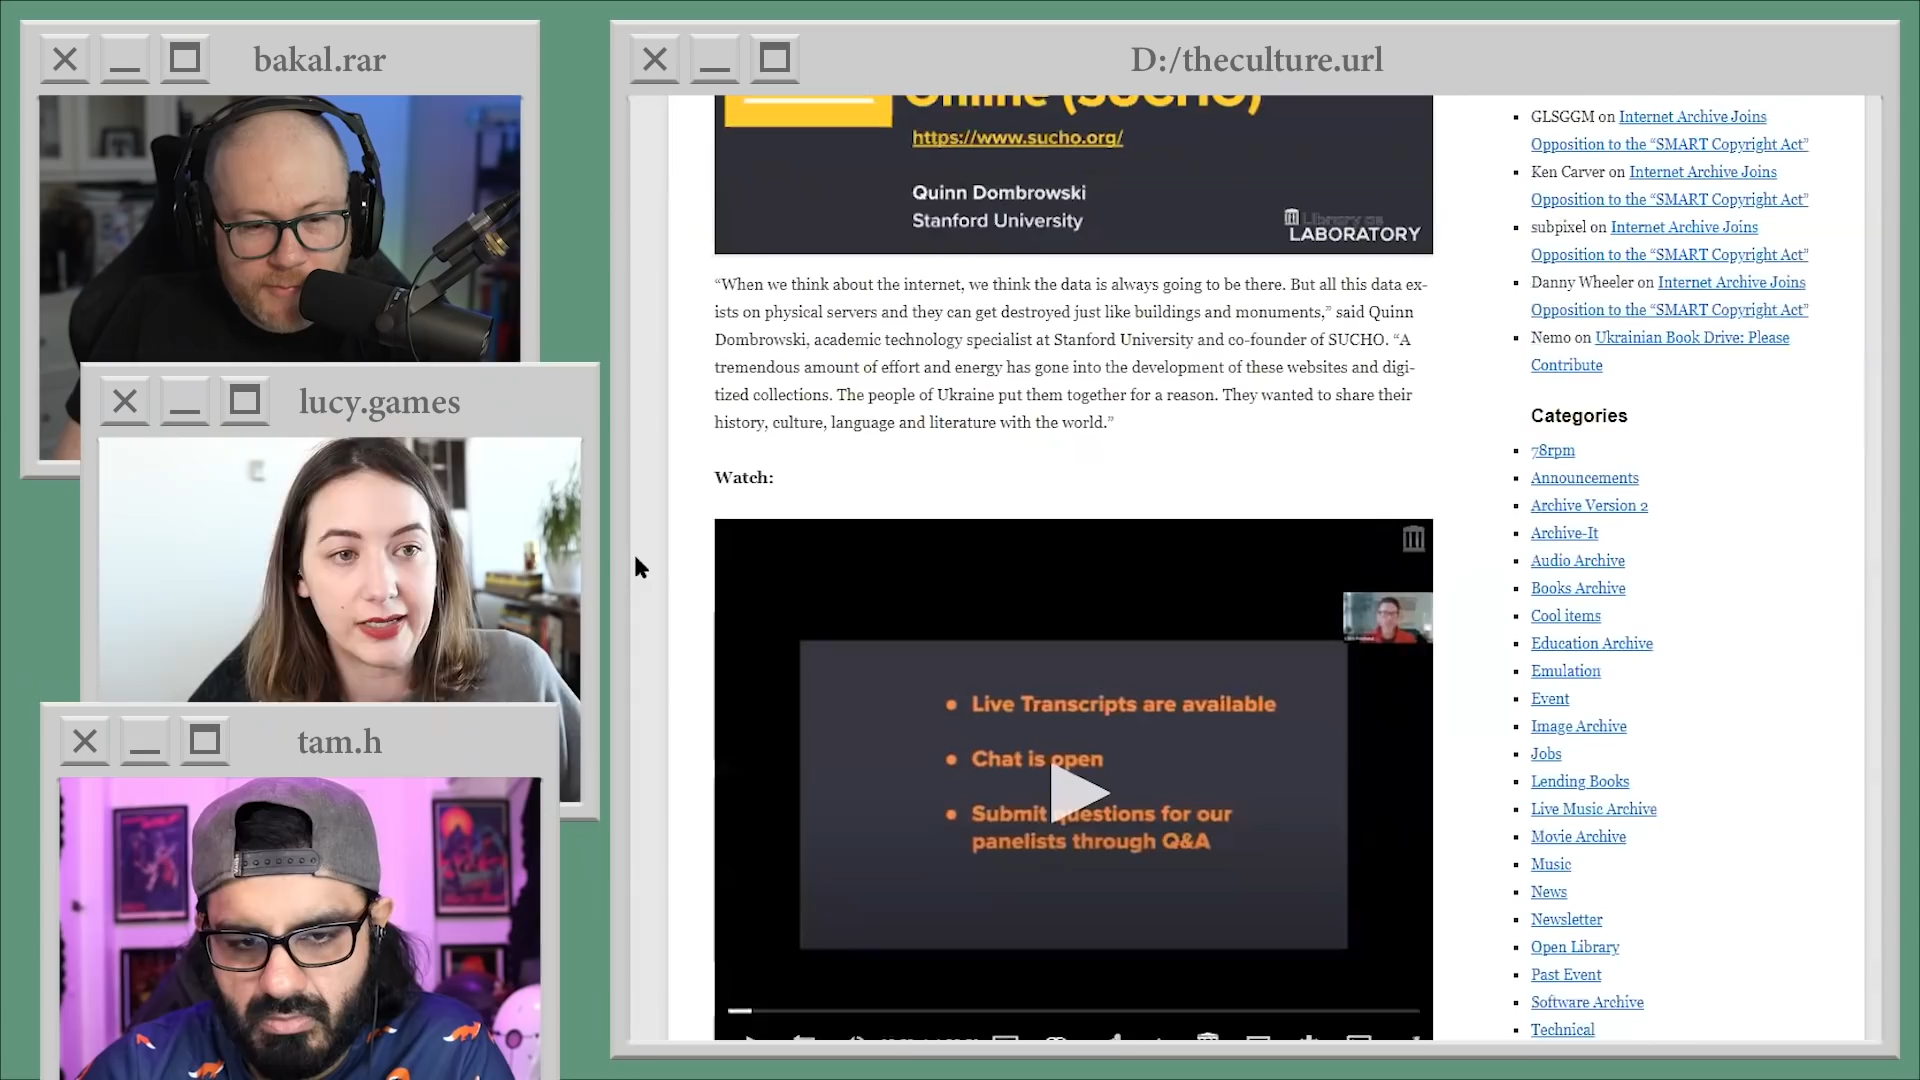 bakal.rar
lucy.games
tam.h
D:/theculture.url
Online (SUCHO)
https://www.sucho.org/
Quinn Dombrowski
Stanford University
Library as
LABORATORY
“When we think about the internet, we think the data is always going to be there. But all this data ex-
ists on physical servers and they can get destroyed just like buildings and monuments,” said Quinn
Dombrowski, academic technology specialist at Stanford University and co-founder of SUCHO. “A
tremendous amount of effort and energy has gone into the development of these websites and digi-
tized collections. The people of Ukraine put them together for a reason. They wanted to share their
history, culture, language and literature with the world.”
Watch:
• Live Transcripts are available
• Chat is open
• Submit questions for our
panelists through Q&A
GLSGGM on Internet Archive Joins
Opposition to the “SMART Copyright Act”
Ken Carver on Internet Archive Joins
Opposition to the “SMART Copyright Act”
subpixel on Internet Archive Joins
Opposition to the “SMART Copyright Act”
Danny Wheeler on Internet Archive Joins
Opposition to the “SMART Copyright Act”
Nemo on Ukrainian Book Drive: Please
Contribute
Categories
78rpm
Announcements
Archive Version 2
Archive-It
Audio Archive
Books Archive
Cool items
Education Archive
Emulation
Event
Image Archive
Jobs
Lending Books
Live Music Archive
Movie Archive
Music
News
Newsletter
Open Library
Past Event
Software Archive
Technical